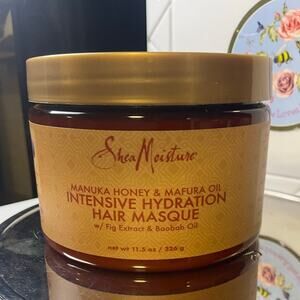 SheaMoisture
MANUKA HONEY & MAFURA OIL
INTENSIVE HYDRATION
HAIR MASQUE
w/ Fig Extract & Baobab Oil
net wt 11.5 oz / 326 g